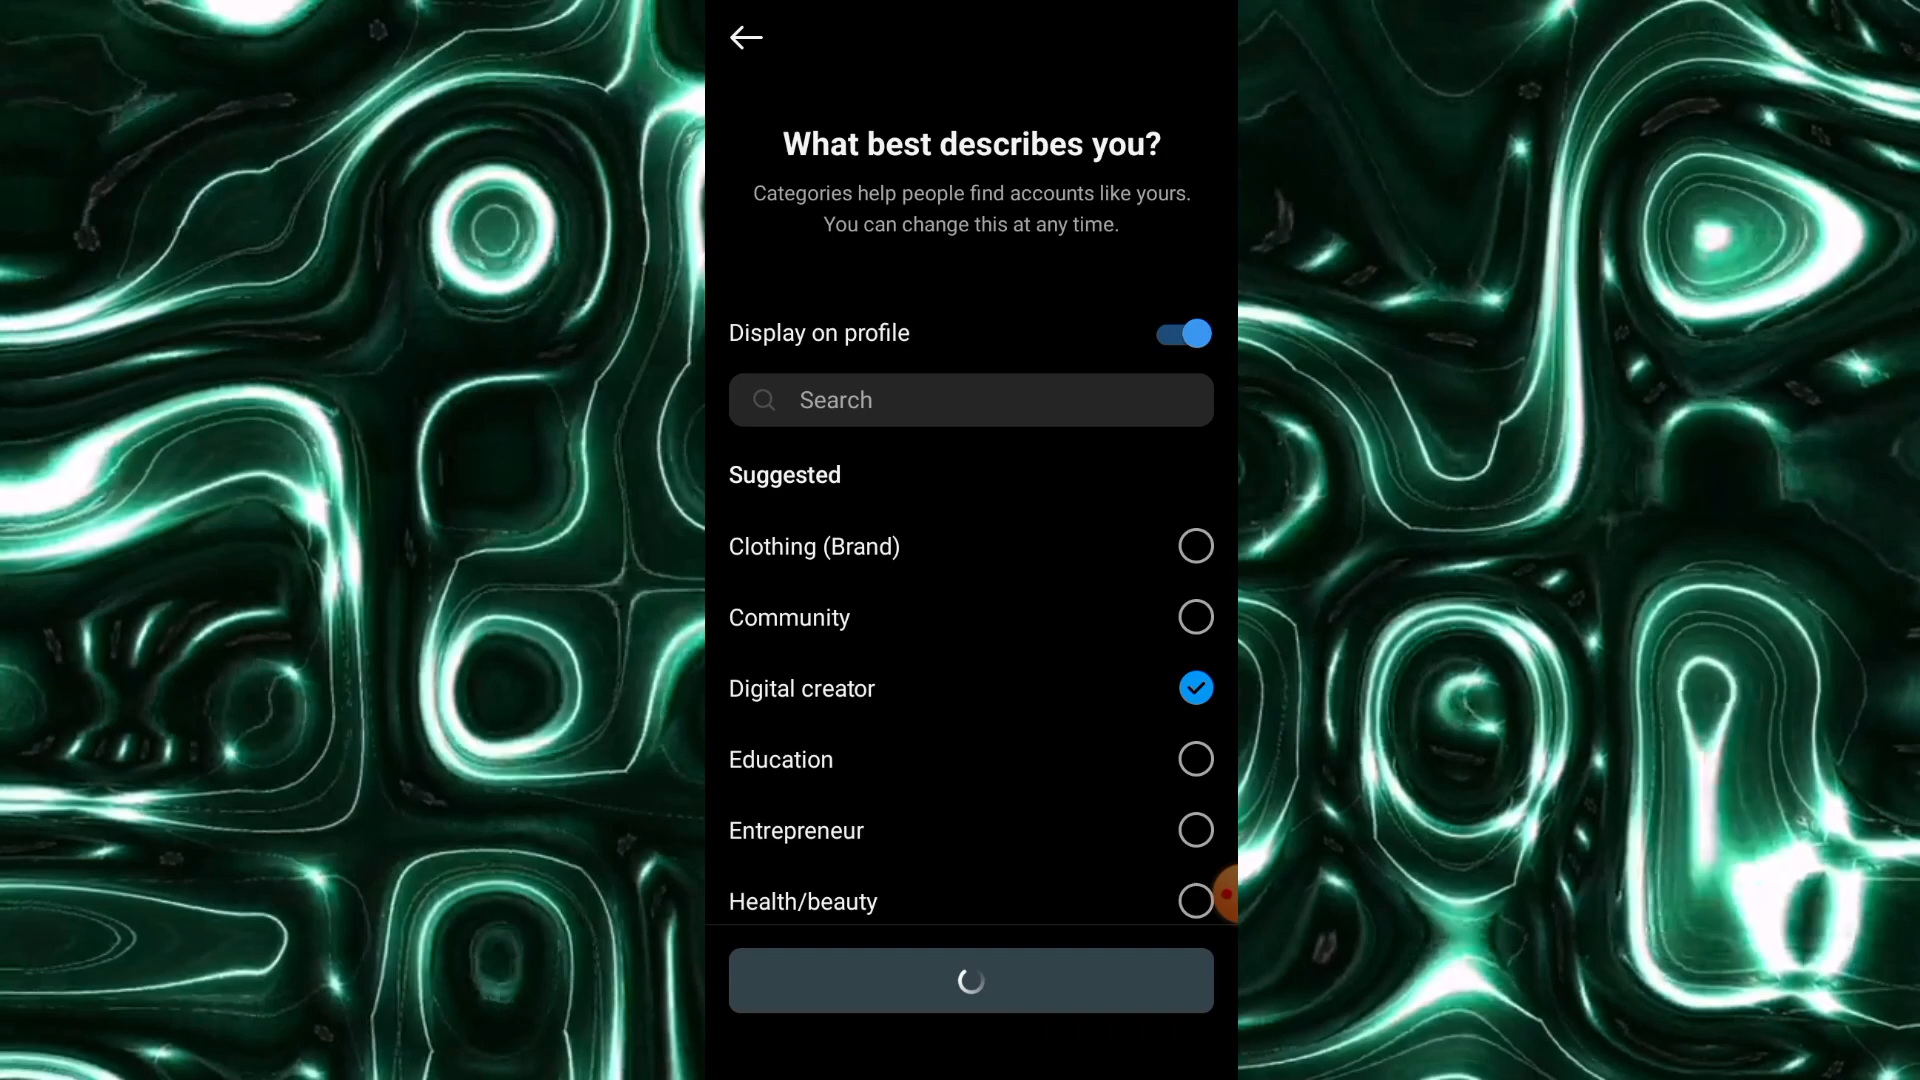 What best describes you?
Categories help people find accounts like yours.
You can change this at any time.
Display on profile
Search
Suggested
Clothing (Brand)
Community
Digital creator
Education
Entrepreneur
Health/beauty